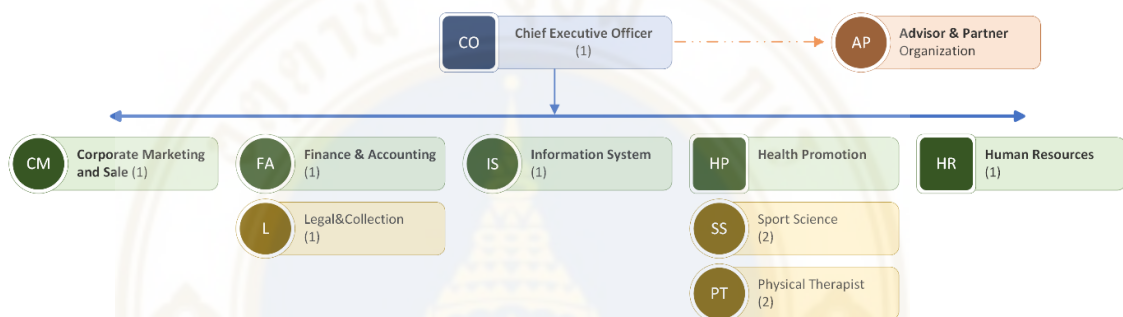 CO
Chief Executive Officer
(1)
AP
Advisor & Partner
Organization
CM
Corporate Marketing
and Sale (1)
FA
Finance & Accounting
(1)
IS
Information System
(1)
HP
Health Promotion
HR
Human Resources
(1)
L
Legal&Collection
(1)
SS
Sport Science
(2)
PT
Physical Therapist
(2)